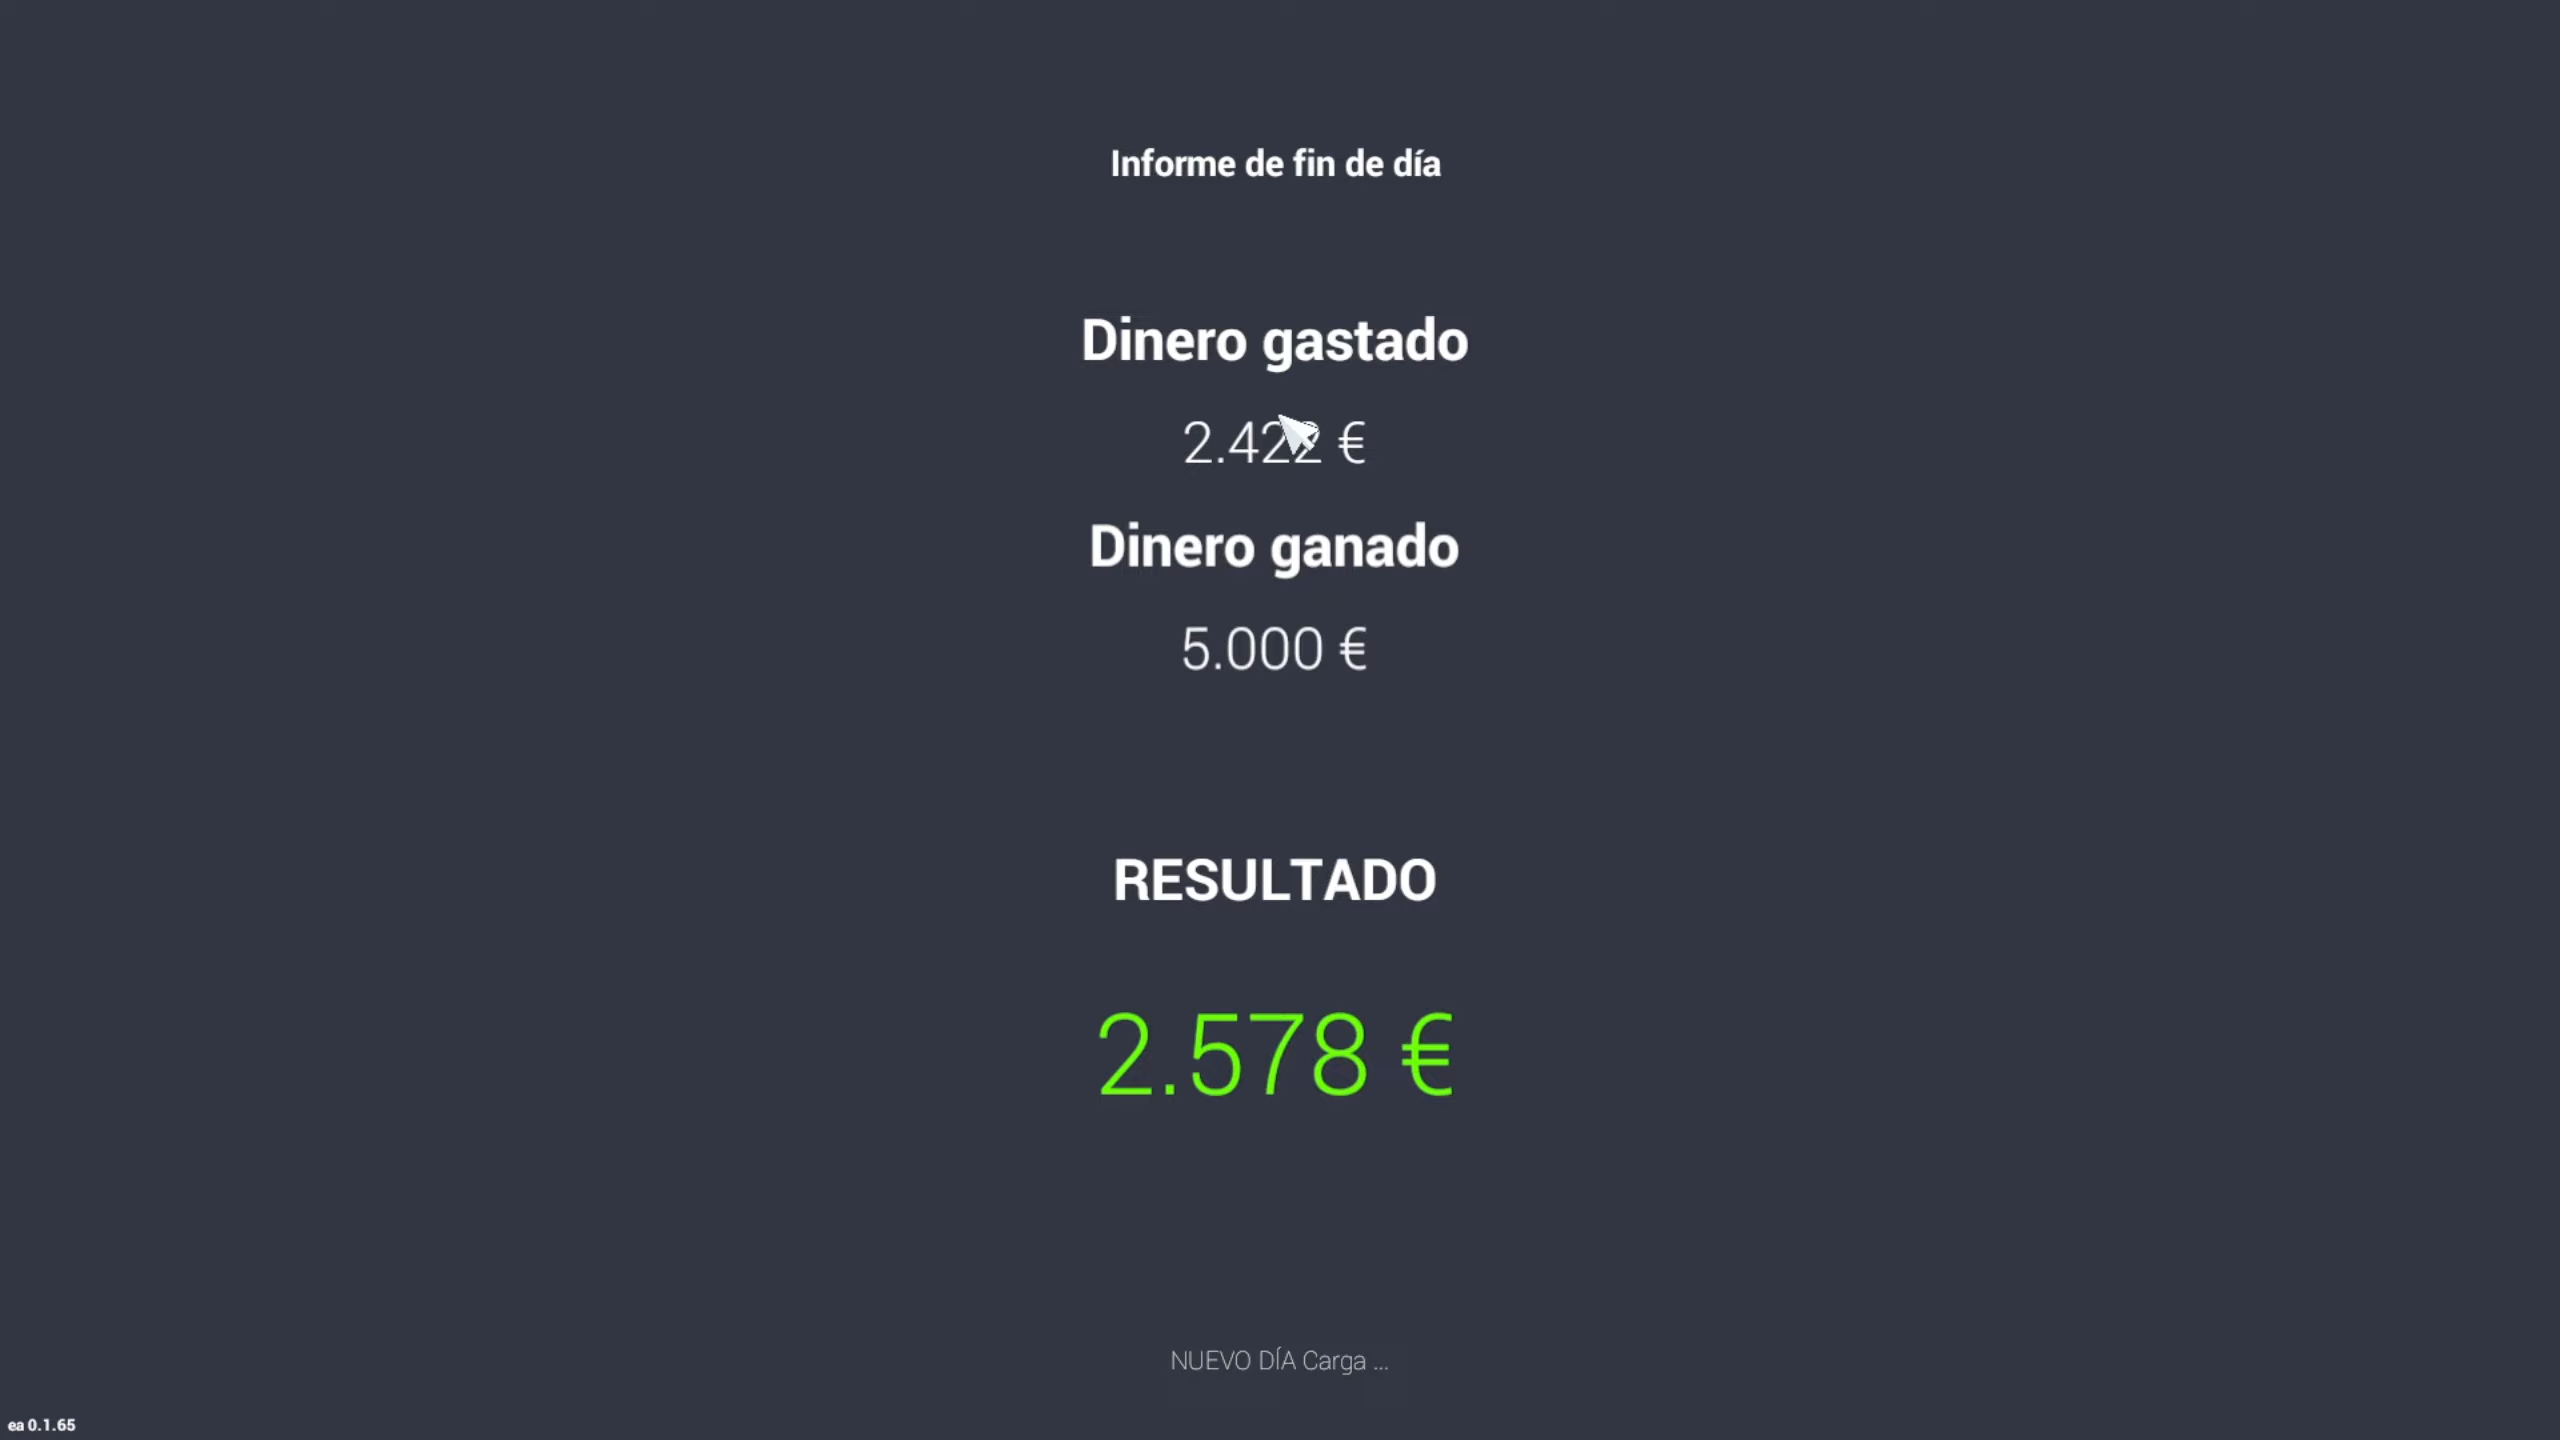 Informe de fin de día
Dinero gastado
2.422 €
Dinero ganado
5.000 €
RESULTADO
2.578 €
NUEVO DÍA Carga ...
ea 0.1.65